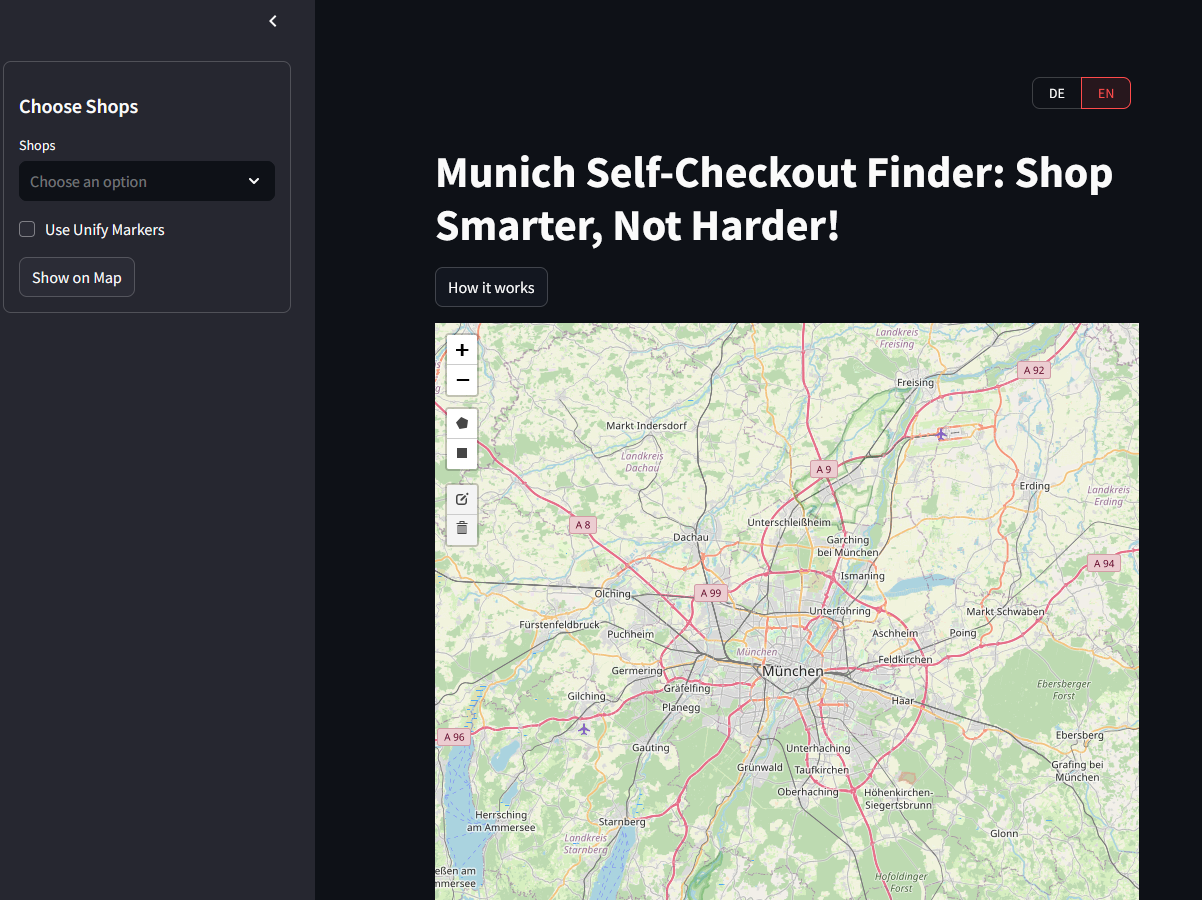 Choose Shops
Shops
Choose an option
Use Unify Markers
Show on Map
DE
EN
Munich Self-Checkout Finder: Shop
Smarter, Not Harder!
How it works
+
−
Landkreis
Freising
A 92
Freising
Markt Indersdorf
Landkreis
Dachau
A 9
Erding
Landkreis
Erding
A 8
Unterschleißheim
Dachau
Garching
bei München
A 94
Ismaning
Olching
A 99
Unterföhring
Markt Schwaben
Fürstenfeldbruck
Puchheim
Aschheim
Poing
München
Feldkirchen
Germering
München
Gräfelfing
Ebersberger
Forst
Gilching
Planegg
Haar
A 96
Ebersberg
Gauting
Unterhaching
Grünwald
Taufkirchen
Grafing bei
München
Oberhaching
Höhenkirchen-
Siegertsbrunn
Herrsching
am Ammersee
Starnberg
Landkreis
Starnberg
Glonn
eßen am
mmersee
Hofoldinger
Forst